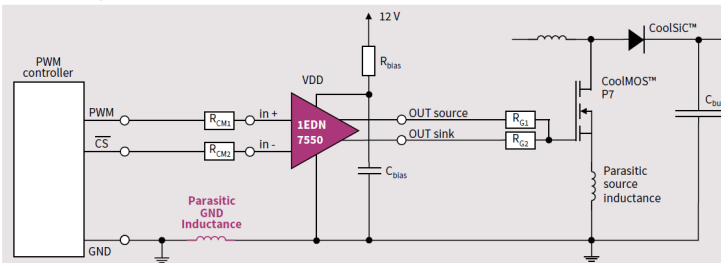 12 V
CoolSiC™
PWM
controller
R_bias
VDD
CoolMOS™
P7
PWM
R_CM1
in +
1EDN
7550
OUT source
R_G1
C_bu
CS
R_CM2
in -
OUT sink
R_G2
C_bias
Parasitic
source
inductance
Parasitic
GND
Inductance
GND